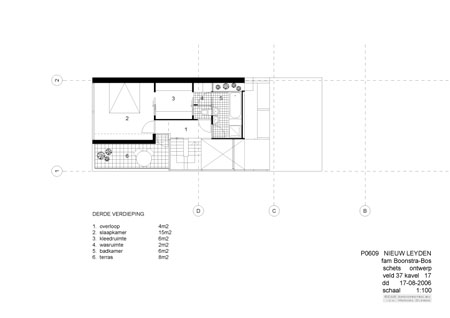 2
3
4
5
2
1
6
1
D
C
B
DERDE VERDIEPING
1. overloop 4m2
2. slaapkamer 15m2
3. kleedruimte 6m2
4. wasruimte 2m2
5. badkamer 6m2
6. terras 8m2
P0609 NIEUW LEYDEN
fam Boonstra-Bos
schets ontwerp
veld 37 kavel 17
dd 17-08-2006
schaal 1:100